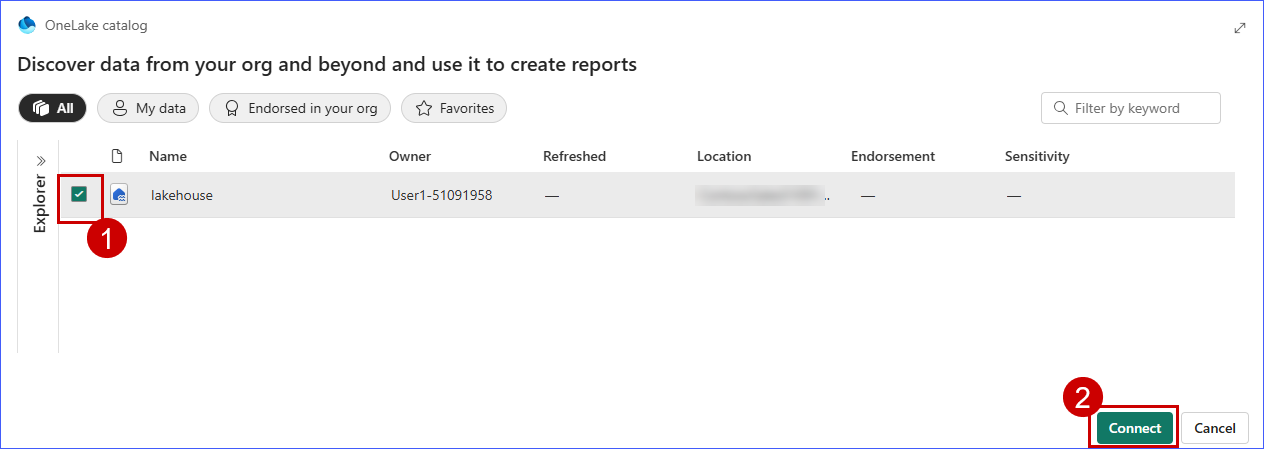 OneLake catalog
Discover data from your org and beyond and use it to create reports
All My data Endorsed in your org Favorites Filter by keyword
Explorer
Name Owner Refreshed Location Endorsement Sensitivity
lakehouse User1-51091958 — .. — —
1
2
Connect Cancel